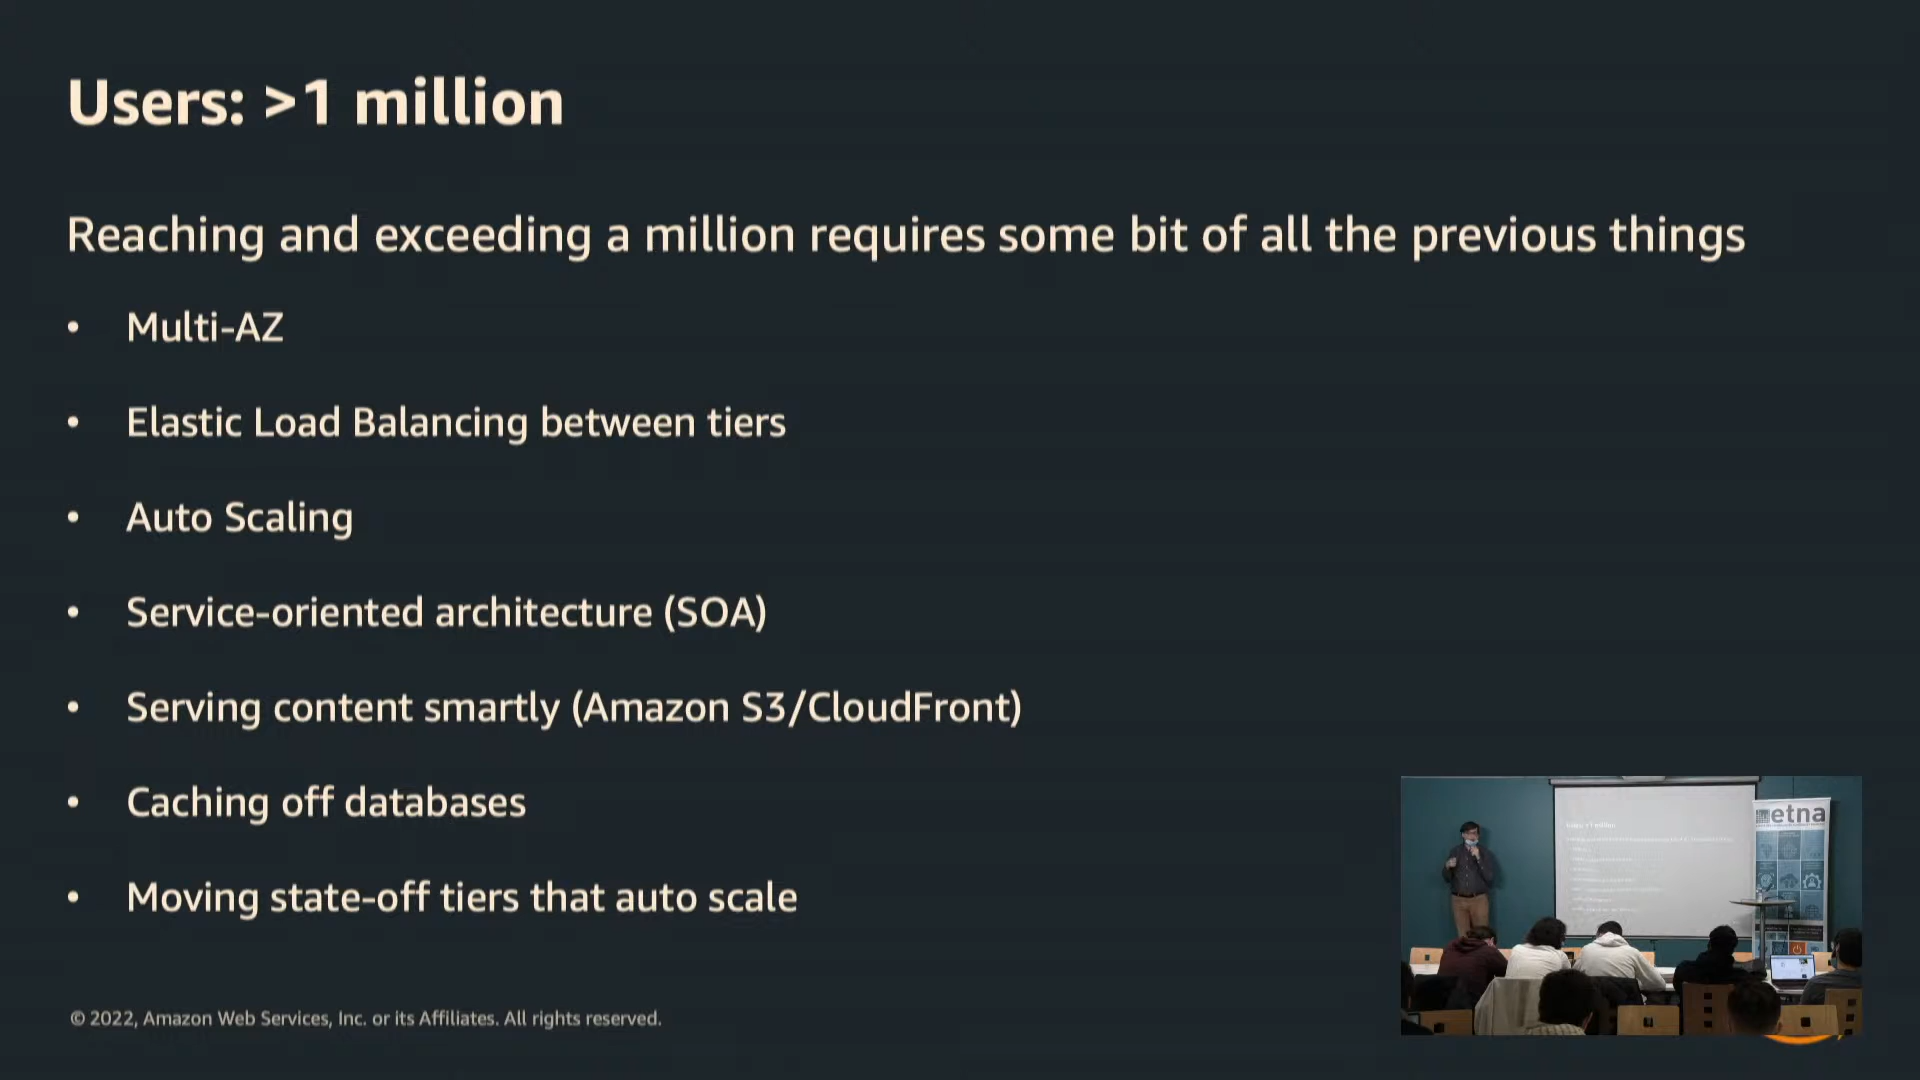 Users: >1 million
Reaching and exceeding a million requires some bit of all the previous things
• Multi-AZ
• Elastic Load Balancing between tiers
• Auto Scaling
• Service-oriented architecture (SOA)
• Serving content smartly (Amazon S3/CloudFront)
• Caching off databases
• Moving state-off tiers that auto scale
© 2022, Amazon Web Services, Inc. or its Affiliates. All rights reserved.
etna